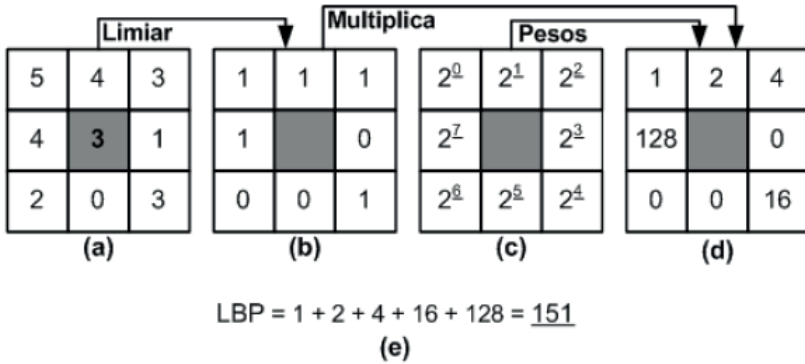 Limiar Multiplica Pesos
5 4 3 1 1 1 2^0 2^1 2^2 1 2 4
4 3 1 1 0 2^7 2^3 128 0
2 0 3 0 0 1 2^6 2^5 2^4 0 0 16
(a) (b) (c) (d)
LBP = 1 + 2 + 4 + 16 + 128 = 151
(e)